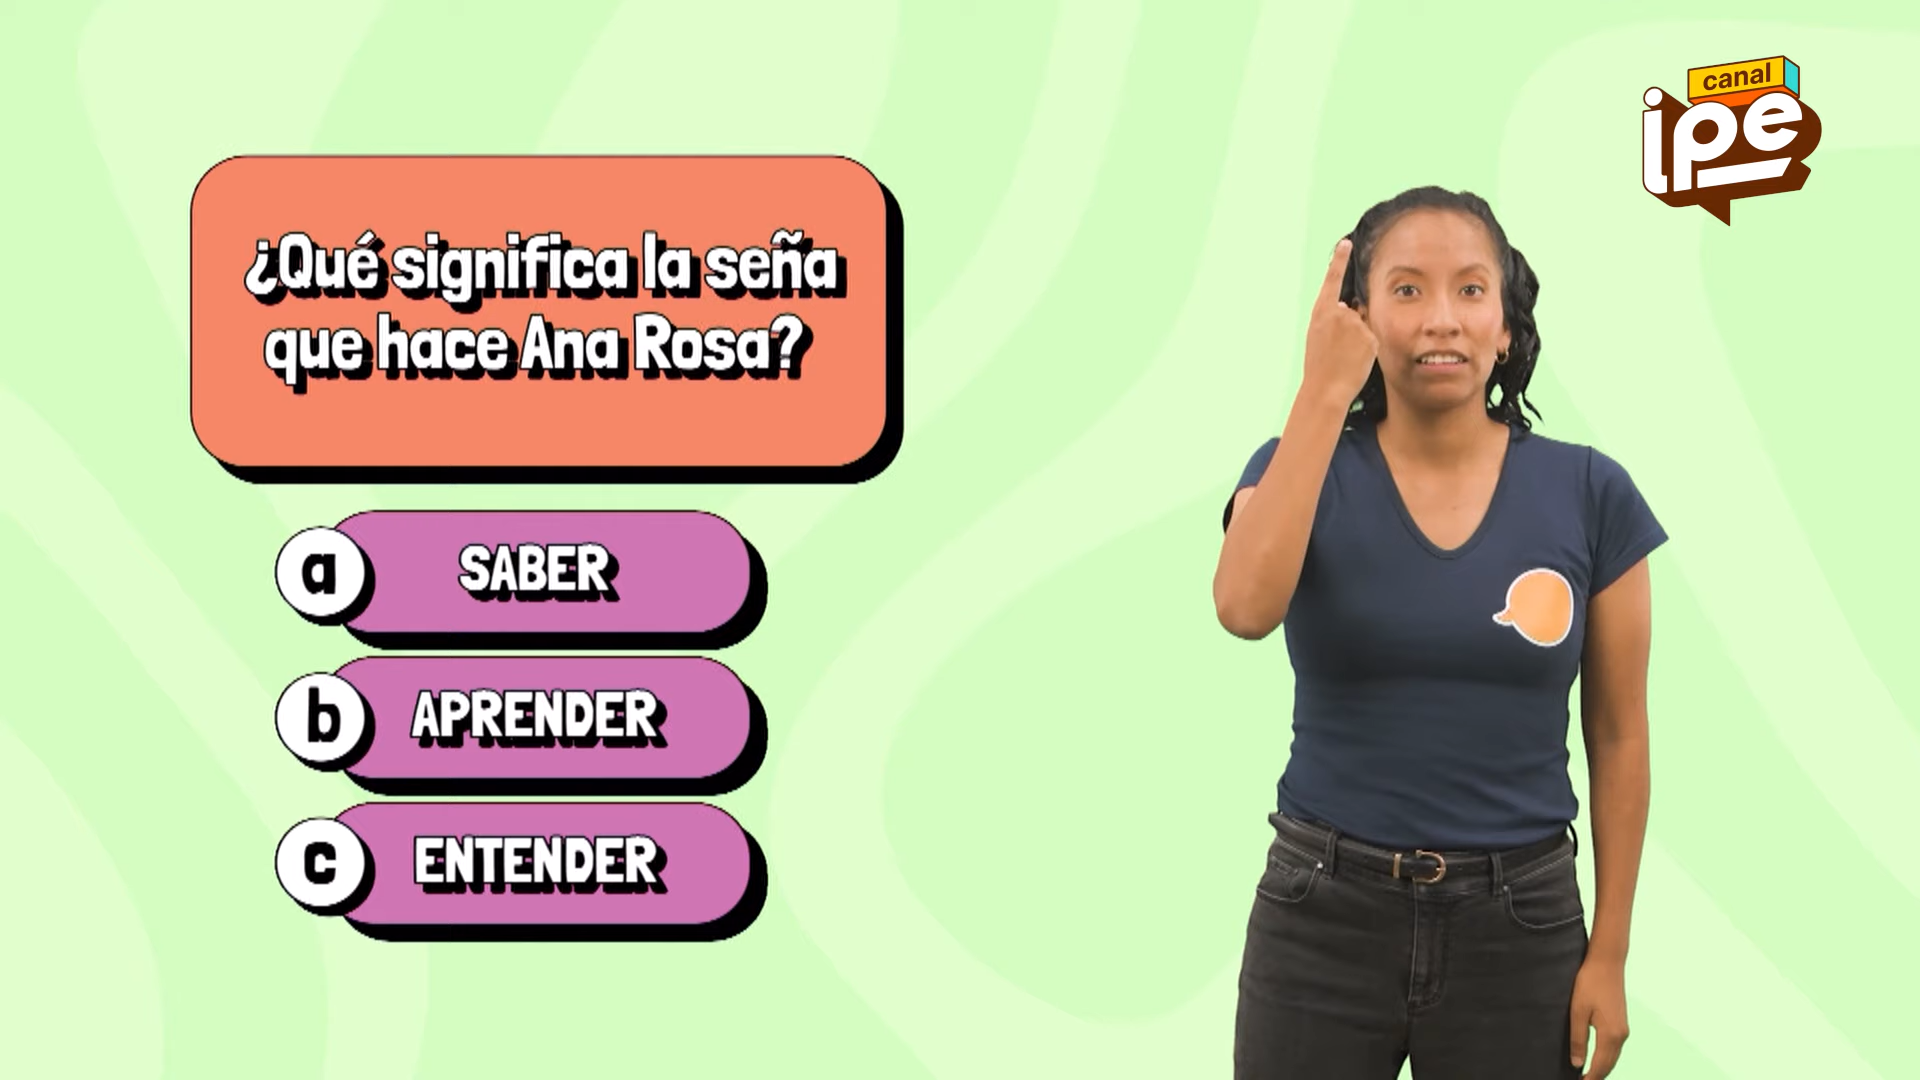 canal
ipe
¿Qué significa la seña
que hace Ana Rosa?
a SABER
b APRENDER
c ENTENDER